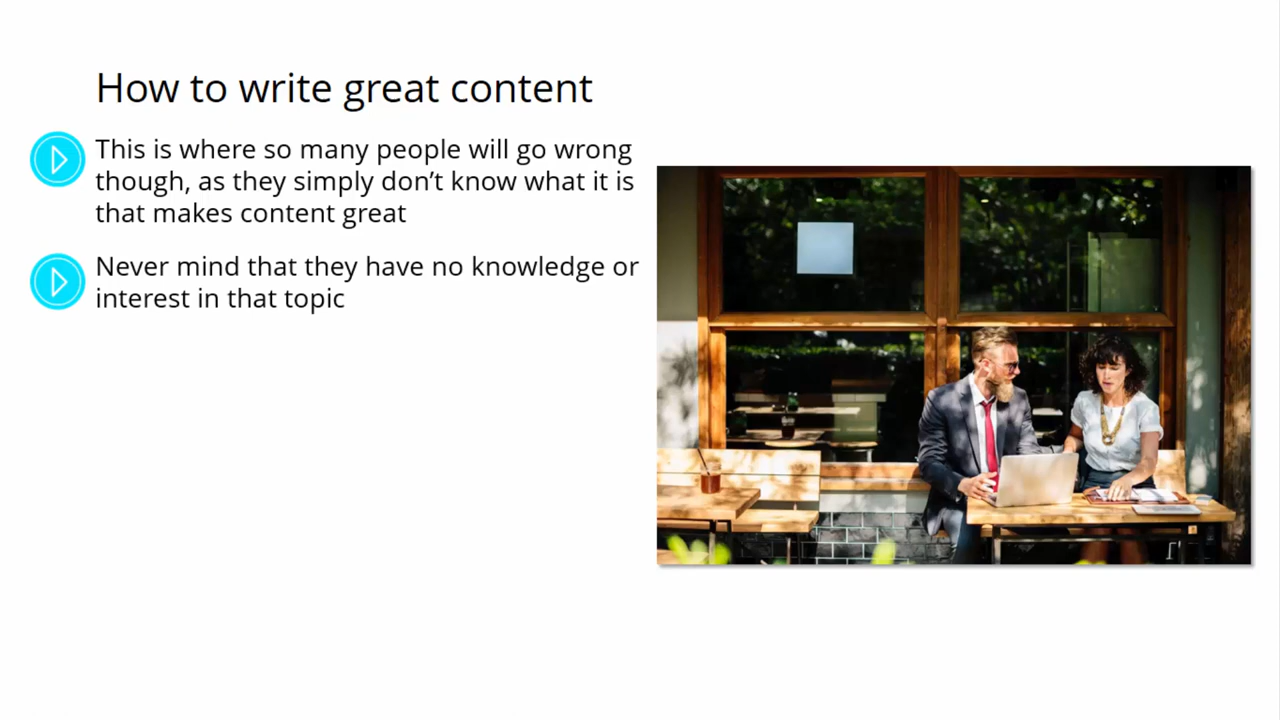 How to write great content
This is where so many people will go wrong
though, as they simply don’t know what it is
that makes content great
Never mind that they have no knowledge or
interest in that topic